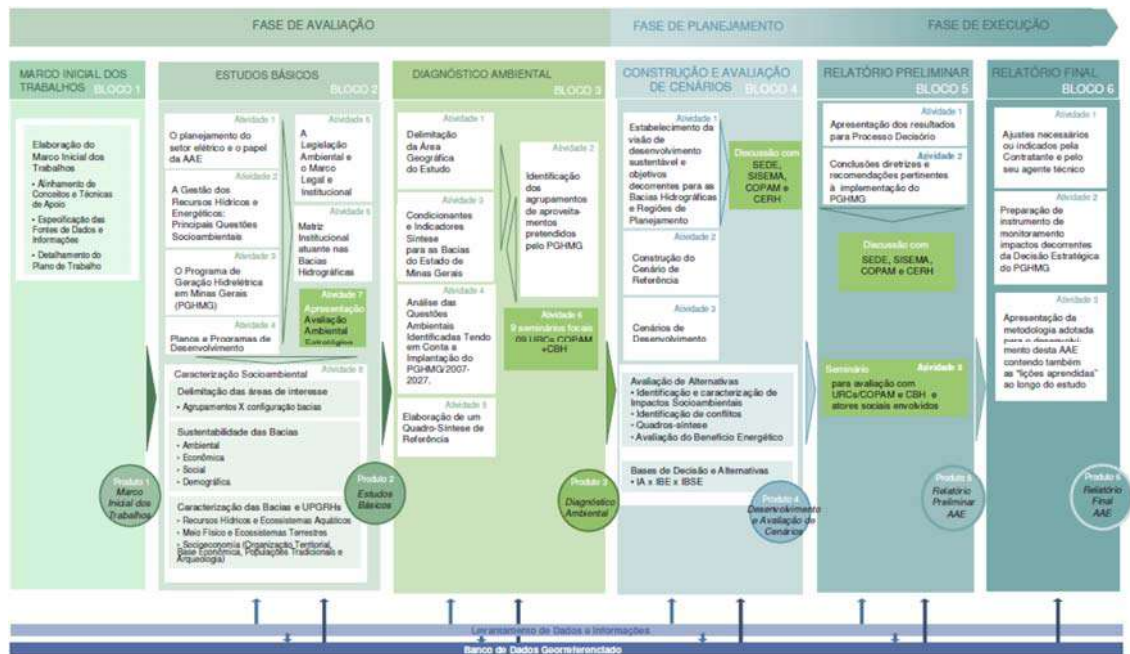 FASE DE AVALIAÇÃO
FASE DE PLANEJAMENTO
FASE DE EXECUÇÃO
MARCO INICIAL DOS
TRABALHOS BLOCO 1
Elaboração do
Marco Inicial dos
Trabalhos
• Alinhamento de
Conceitos e Técnicas
de Apoio
• Especificação das
Fontes de Dados e
Informações
• Detalhamento do
Plano de Trabalho
Produto 1
Marco
Inicial dos
Trabalhos
ESTUDOS BÁSICOS
BLOCO 2
Atividade 1
O planejamento do
setor elétrico e o papel
da AAE
Atividade 2
A Gestão dos
Recursos Hídricos e
Energéticos:
Principais Questões
Socioambientais
Atividade 3
O Programa de
Geração Hidrelétrica
em Minas Gerais
(PGHMG)
Atividade 4
Planos e Programas de
Desenvolvimento
Atividade 5
A
Legislação
Ambiental e
o Marco
Legal e
Institucional
Atividade 6
Matriz
Institucional
atuante nas
Bacias
Hidrográficas
Atividade 7
Apresentação
Avaliação
Ambiental
Estratégica
Atividade 8
Caracterização Socioambiental
Delimitação das áreas de interesse
• Agrupamentos X configuração bacias
Sustentabilidade das Bacias
• Ambiental
• Econômica
• Social
• Demográfica
Caracterização das Bacias e UPGRHs
• Recursos Hídricos e Ecossistemas Aquáticos
• Meio Físico e Ecossistemas Terrestres
• Socioeconomia (Organização Territorial,
Base Econômica, Populações Tradicionais e
Arqueologia)
Produto 2
Estudos
Básicos
DIAGNÓSTICO AMBIENTAL
BLOCO 3
Atividade 1
Delimitação
da Área
Geográfica
do Estudo
Atividade 2
Identificação
dos
agrupamentos
de aproveita-
mentos
pretendidos
pelo PGHMG
Atividade 3
Condicionantes
e Indicadores
Síntese
para as Bacias
do Estado de
Minas Gerais
Atividade 4
Análise das
Questões
Ambientais
Identificadas Tendo
em Conta a
Implantação do
PGHMG/2007-
2027.
Atividade 5
Elaboração de um
Quadro-Síntese de
Referência
Atividade 6
9 seminários focais
09 URCs COPAM
+CBH
Produto 3
Diagnóstico
Ambiental
CONSTRUÇÃO E AVALIAÇÃO
DE CENÁRIOS BLOCO 4
Atividade 1
Estabelecimento da
visão de
desenvolvimento
sustentável e
objetivos
decorrentes para as
Bacias Hidrográficas
e Regiões de
Planejamento
Discussão com
SEDE,
SISEMA,
COPAM e
CERH
Atividade 2
Construção do
Cenário de
Referência
Atividade 3
Cenários de
Desenvolvimento
Avaliação de Alternativas
• Identificação e caracterização de
Impactos Socioambientais
• Identificação de conflitos
• Quadros-síntese
• Avaliação do Benefício Energético
Bases de Decisão e Alternativas
• IA x IBE x IBSE
Produto 4
Desenvolvimento
e Avaliação de
Cenários
RELATÓRIO PRELIMINAR
BLOCO 5
Atividade 1
Apresentação dos resultados
para Processo Decisório
Atividade 2
Conclusões diretrizes e
recomendações pertinentes
à implementação do
PGHMG
Discussão com
SEDE, SISEMA,
COPAM e CERH
Seminário Atividade 3
para avaliação com
URCs/COPAM e CBH e
atores sociais envolvidos
Produto 5
Relatório
Preliminar
AAE
RELATÓRIO FINAL
BLOCO 6
Atividade 1
Ajustes necessários
ou indicados pela
Contratante e pelo
seu agente técnico
Atividade 2
Preparação de
instrumento de
monitoramento
impactos decorrentes
da Decisão Estratégica
do PGHMG
Atividade 3
Apresentação da
metodologia adotada
para o desenvolvi-
mento desta AAE
contendo também
as "lições aprendidas"
ao longo do estudo
Produto 6
Relatório
Final
AAE
Levantamento de Dados e Informações
Banco de Dados Georreferenciado